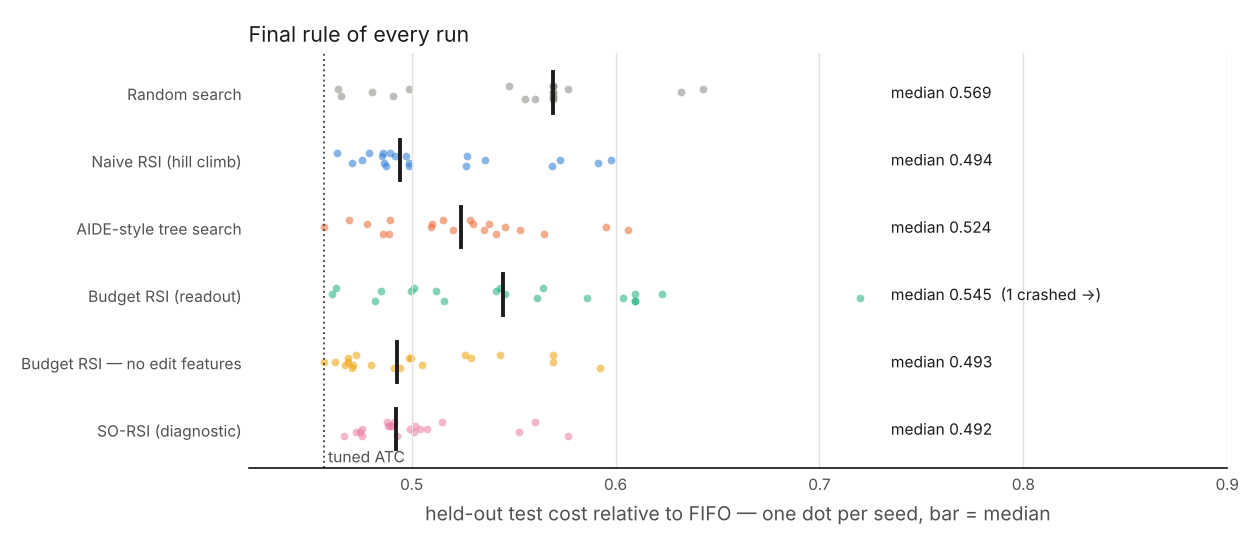 Final rule of every run
Random search
median 0.569
Naive RSI (hill climb)
median 0.494
AIDE-style tree search
median 0.524
Budget RSI (readout)
median 0.545 (1 crashed →)
Budget RSI — no edit features
median 0.493
SO-RSI (diagnostic)
median 0.492
tuned ATC
0.5 0.6 0.7 0.8 0.9
held-out test cost relative to FIFO — one dot per seed, bar = median